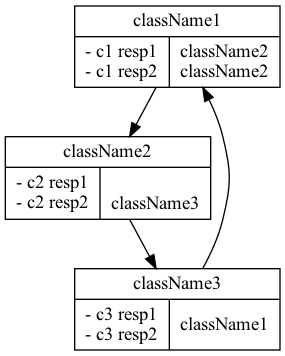 className1
- c1 resp1 className2
- c1 resp2 className2
className2
- c2 resp1
- c2 resp2 className3
className3
- c3 resp1
- c3 resp2
className1